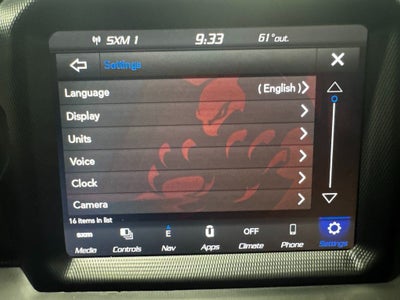 SXM 1 9:33 61°out.
Settings
Language (English)
Display
Units
Voice
Clock
Camera
16 items in list
SXM E OFF
Media Controls Nav Apps Climate Phone Settings